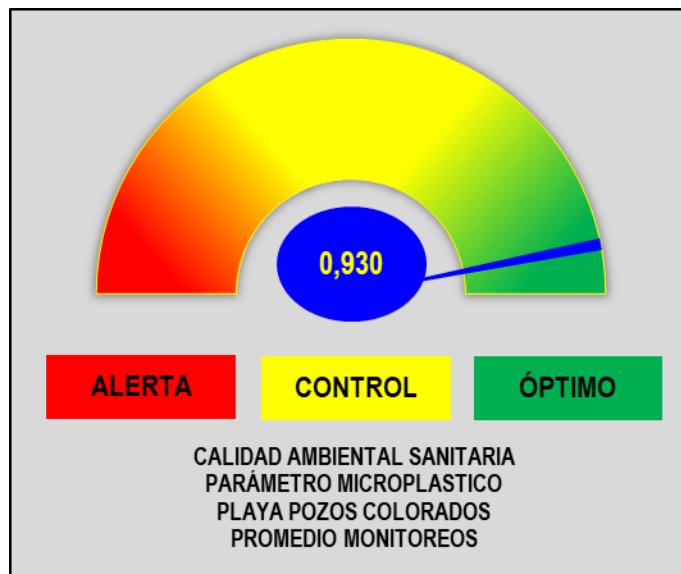 0,930
ALERTA
CONTROL
ÓPTIMO
CALIDAD AMBIENTAL SANITARIA
PARÁMETRO MICROPLASTICO
PLAYA POZOS COLORADOS
PROMEDIO MONITOREOS